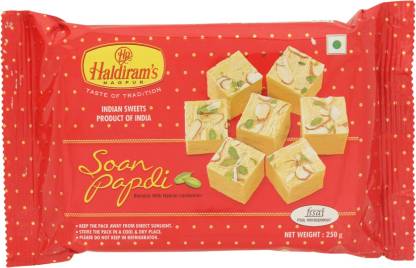 Hg
Haldiram's
NAGPUR
TASTE OF TRADITION
INDIAN SWEETS
PRODUCT OF INDIA
Soan
Papdi
• KEEP THE PACK AWAY FROM DIRECT SUNLIGHT.
• STORE THE PACK IN A COOL & DRY PLACE.
• PLEASE DO NOT KEEP IN REFRIGERATOR.
fssai
NET WEIGHT : 250 g